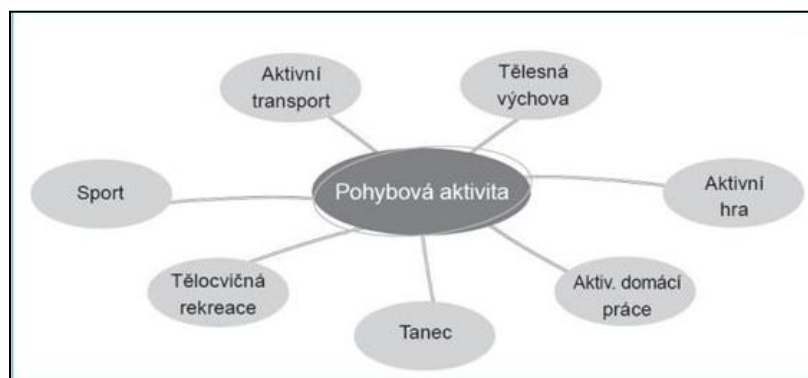 Aktivní
transport
Tělesná
výchova
Sport
Pohybová aktivita
Aktivní
hra
Tělocvičná
rekreace
Tanec
Aktiv. domácí
práce